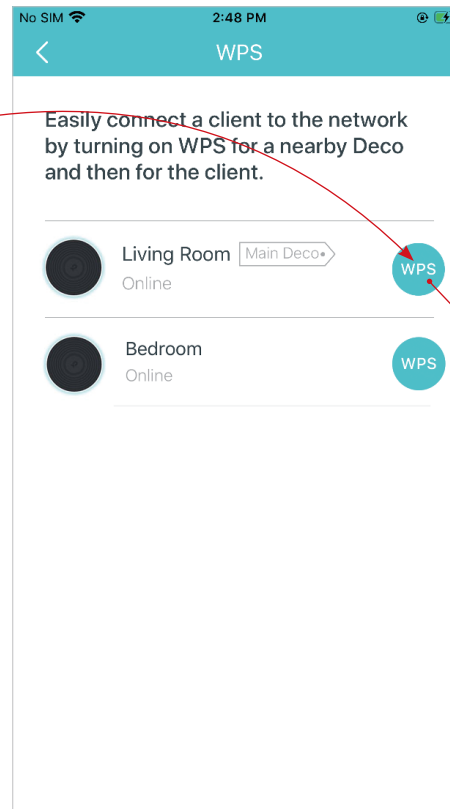 No SIM 2:48 PM
WPS
Easily connect a client to the network
by turning on WPS for a nearby Deco
and then for the client.
Living Room Main Deco
WPS
Online
Bedroom
WPS
Online